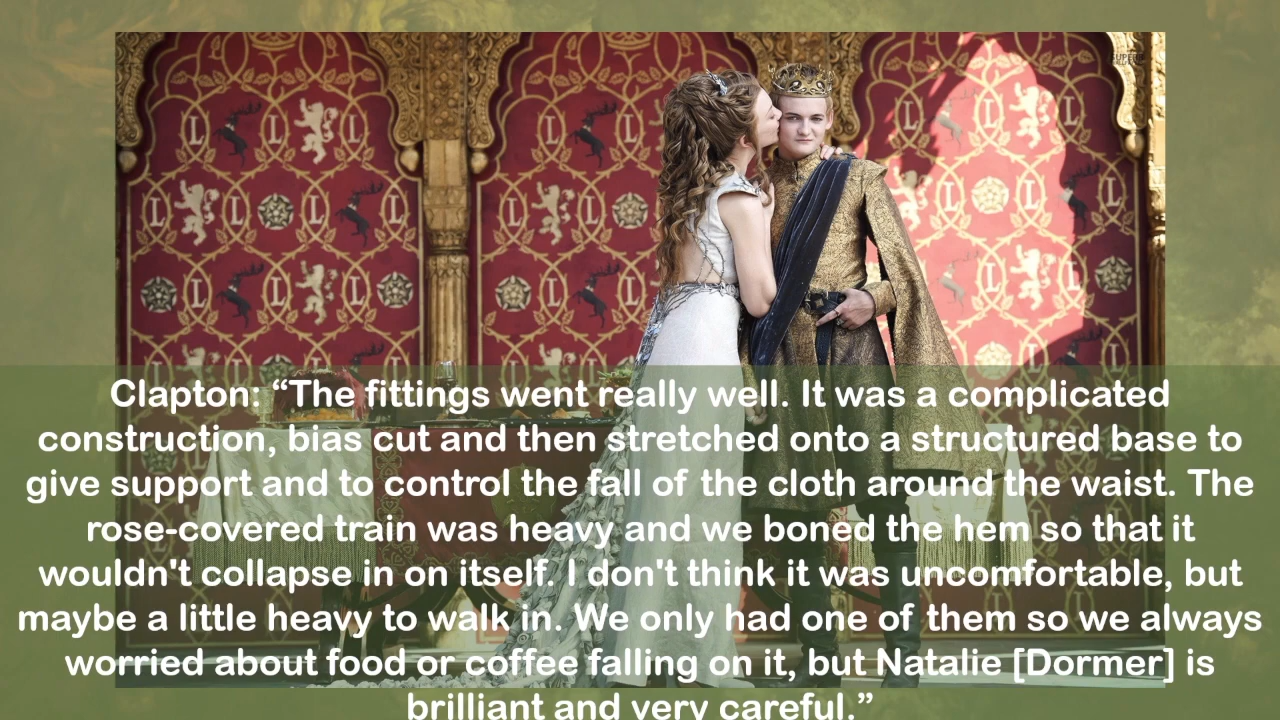 Clapton: “The fittings went really well. It was a complicated
construction, bias cut and then stretched onto a structured base to
give support and to control the fall of the cloth around the waist. The
rose-covered train was heavy and we boned the hem so that it
wouldn't collapse in on itself. I don't think it was uncomfortable, but
maybe a little heavy to walk in. We only had one of them so we always
worried about food or coffee falling on it, but Natalie [Dormer] is
brilliant and very careful.”
L L L L L
L L L
L L L L